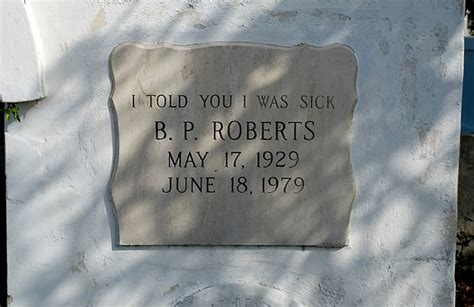 I TOLD YOU I WAS SICK
B. P. ROBERTS
MAY 17, 1929
JUNE 18, 1979